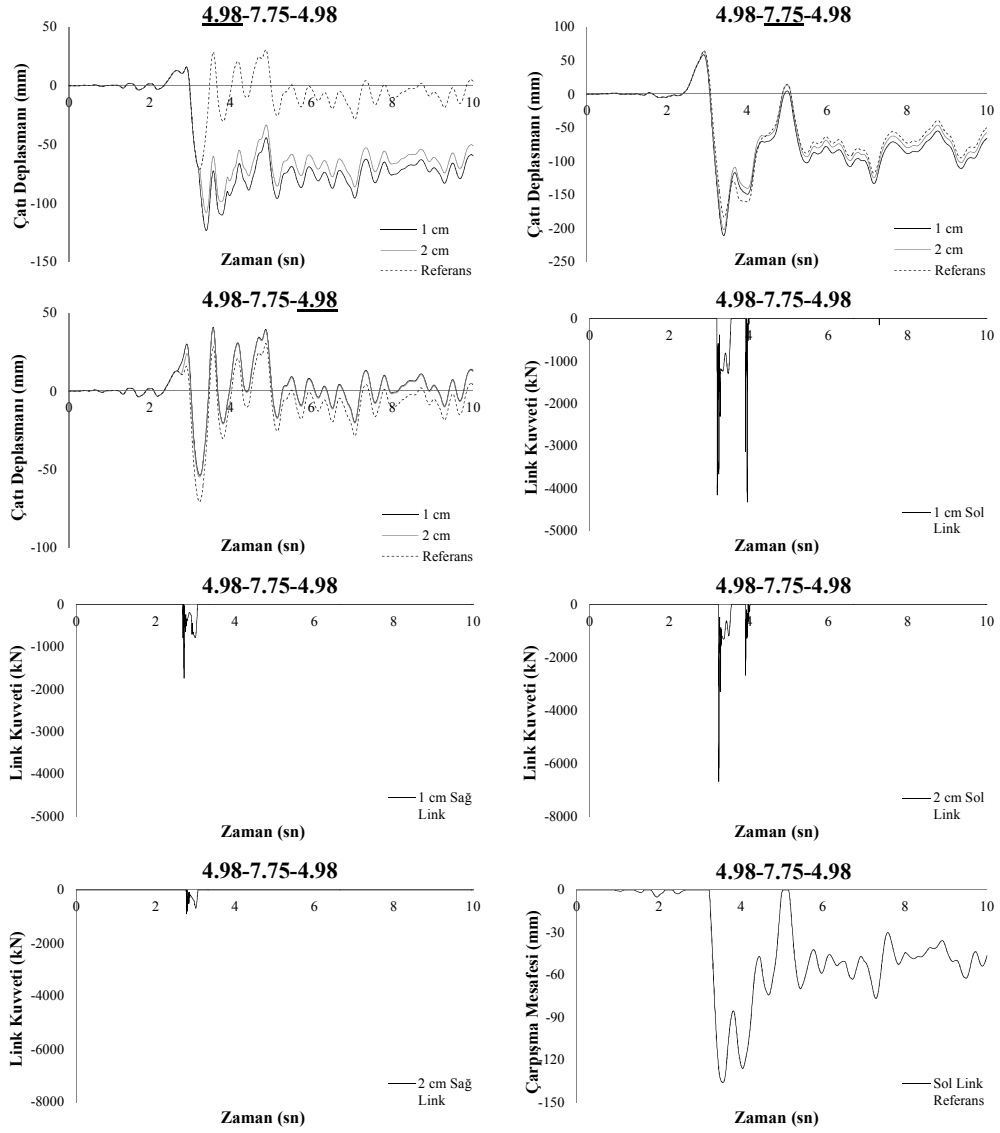 4.98-7.75-4.98
50
0
-50
-100
-150
0 2 4 6 8 10
Çatı Deplasmanı (mm)
Zaman (sn)
1 cm
2 cm
Referans
4.98-7.75-4.98
100
50
0
-50
-100
-150
-200
-250
0 2 4 6 8 10
Çatı Deplasmanı (mm)
Zaman (sn)
1 cm
2 cm
Referans
4.98-7.75-4.98
50
0
-50
-100
0 2 4 6 8 10
Çatı Deplasmanı (mm)
Zaman (sn)
1 cm
2 cm
Referans
4.98-7.75-4.98
0
-1000
-2000
-3000
-4000
-5000
0 2 4 6 8 10
Link Kuvveti (kN)
Zaman (sn)
1 cm Sol
Link
4.98-7.75-4.98
0
-1000
-2000
-3000
-4000
-5000
0 2 4 6 8 10
Link Kuvveti (kN)
Zaman (sn)
1 cm Sağ
Link
4.98-7.75-4.98
0
-2000
-4000
-6000
-8000
0 2 4 6 8 10
Link Kuvveti (kN)
Zaman (sn)
2 cm Sol
Link
4.98-7.75-4.98
0
-2000
-4000
-6000
-8000
0 2 4 6 8 10
Link Kuvveti (kN)
Zaman (sn)
2 cm Sağ
Link
4.98-7.75-4.98
0
-30
-60
-90
-120
-150
0 2 4 6 8 10
Çarpışma Mesafesi (mm)
Zaman (sn)
Sol Link
Referans